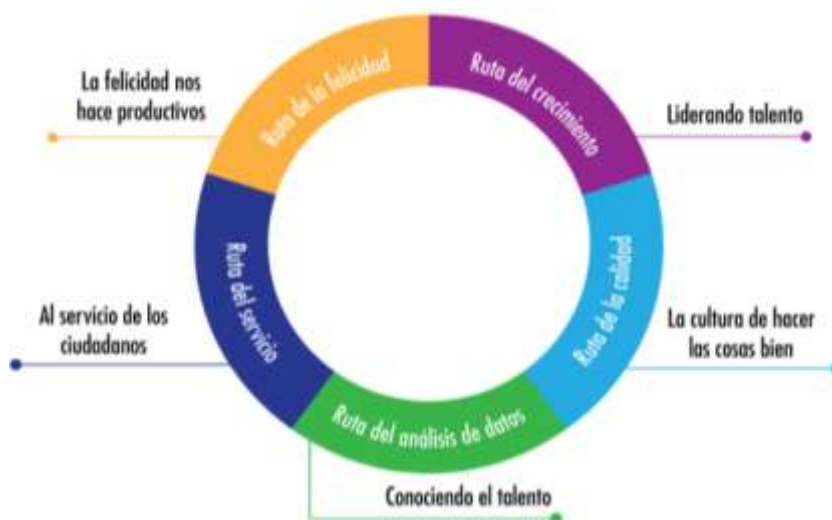 La felicidad nos
hace productivos
Ruta de la felicidad
Ruta del crecimiento
Liderando talento
Ruta del servicio
Ruta de la calidad
Al servicio de los
ciudadanos
La cultura de hacer
las cosas bien
Ruta del análisis de datos
Conociendo el talento